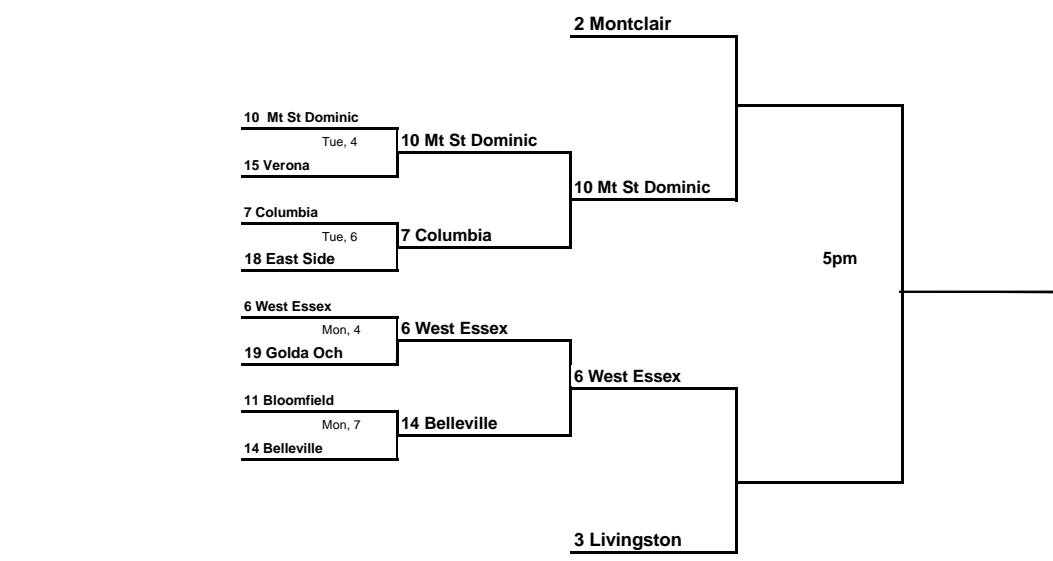 2 Montclair
10 Mt St Dominic
Tue, 4
10 Mt St Dominic
15 Verona
10 Mt St Dominic
7 Columbia
Tue, 6
7 Columbia
18 East Side
5pm
6 West Essex
Mon, 4
6 West Essex
19 Golda Och
6 West Essex
11 Bloomfield
Mon, 7
14 Belleville
14 Belleville
3 Livingston